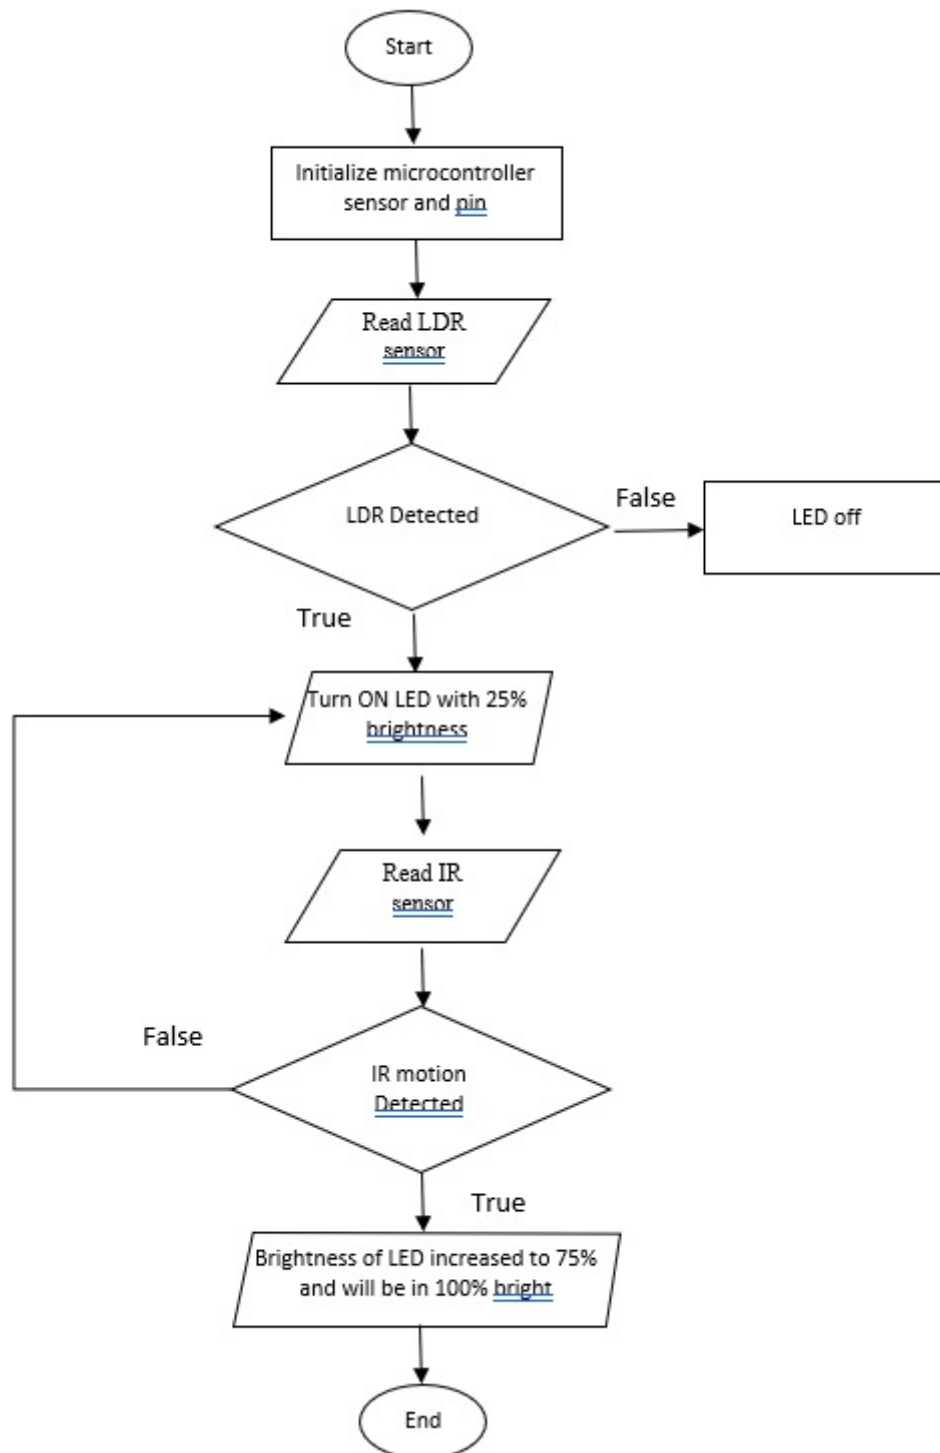 Start
Initialize microcontroller
sensor and pin
Read LDR
sensor
LDR Detected
False
LED off
True
Turn ON LED with 25%
brightness
Read IR
sensor
False
IR motion
Detected
True
Brightness of LED increased to 75%
and will be in 100% bright
End